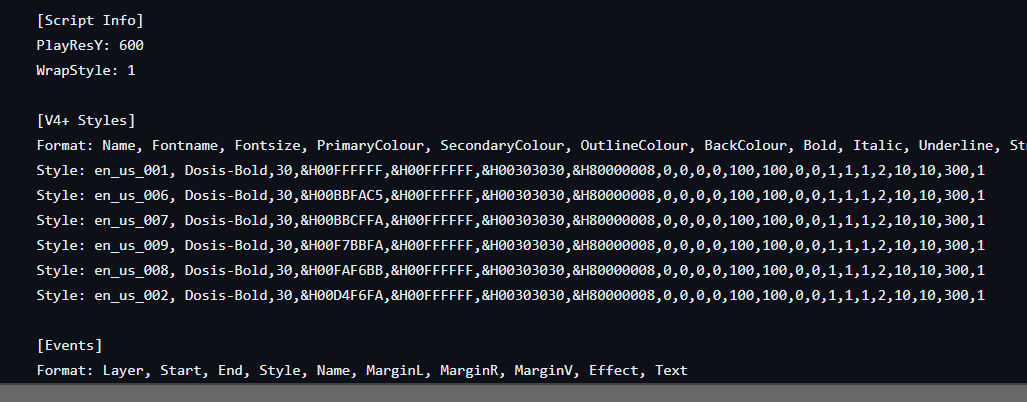 [Script Info]
PlayResY: 600
WrapStyle: 1
[V4+ Styles]
Format: Name, Fontname, Fontsize, PrimaryColour, SecondaryColour, OutlineColour, BackColour, Bold, Italic, Underline,
Style: en_us_001, Dosis-Bold,30,&H00FFFFFF,&H00FFFFFF,&H00303030,&H80000008,0,0,0,0,100,100,0,0,1,1,1,2,10,10,300,1
Style: en_us_006, Dosis-Bold,30,&H00BBFAC5,&H00FFFFFF,&H00303030,&H80000008,0,0,0,0,100,100,0,0,1,1,1,2,10,10,300,1
Style: en_us_007, Dosis-Bold,30,&H00BBCFFA,&H00FFFFFF,&H00303030,&H80000008,0,0,0,0,100,100,0,0,1,1,1,2,10,10,300,1
Style: en_us_009, Dosis-Bold,30,&H00F7BBFA,&H00FFFFFF,&H00303030,&H80000008,0,0,0,0,100,100,0,0,1,1,1,2,10,10,300,1
Style: en_us_008, Dosis-Bold,30,&H00FAF6BB,&H00FFFFFF,&H00303030,&H80000008,0,0,0,0,100,100,0,0,1,1,1,2,10,10,300,1
Style: en_us_002, Dosis-Bold,30,&H00D4F6FA,&H00FFFFFF,&H00303030,&H80000008,0,0,0,0,100,100,0,0,1,1,1,2,10,10,300,1
[Events]
Format: Layer, Start, End, Style, Name, MarginL, MarginR, MarginV, Effect, Text